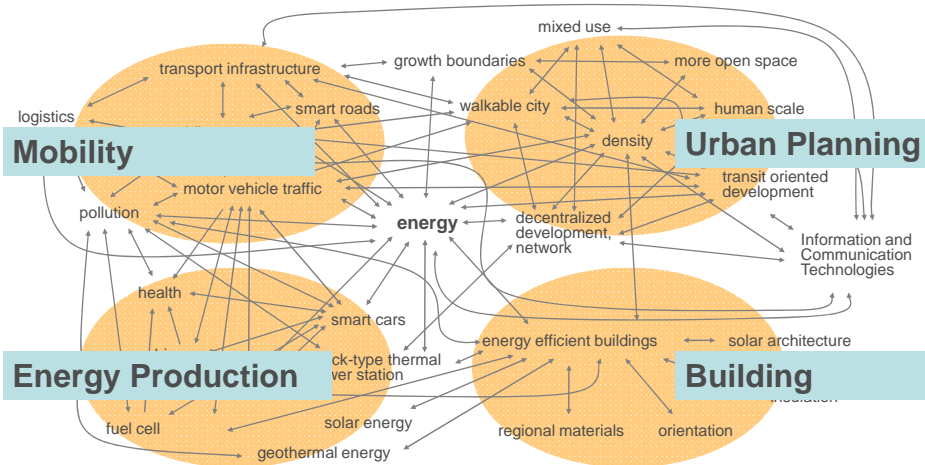 mixed use
growth boundaries
more open space
transport infrastructure
smart roads
walkable city
human scale
logistics
density
Mobility
Urban Planning
motor vehicle traffic
transit oriented
development
pollution
energy
decentralized
development,
network
Information and
Communication
Technologies
health
smart cars
energy efficient buildings
solar architecture
thermal
station
Energy Production
Building
solar energy
fuel cell
regional materials
orientation
geothermal energy